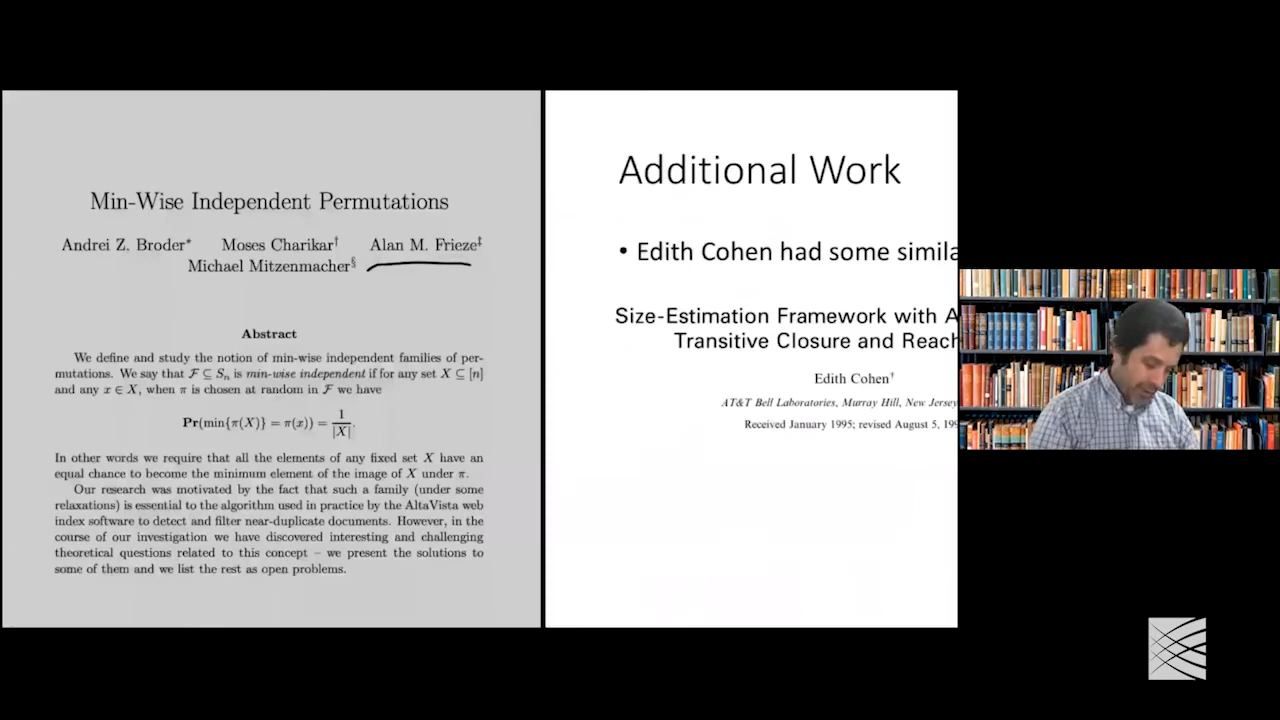 Min-Wise Independent Permutations
Andrei Z. Broder* Moses Charikar† Alan M. Frieze‡
Michael Mitzenmacher§
Abstract
We define and study the notion of min-wise independent families of per-
mutations. We say that ℱ ⊆ Sₙ is min-wise independent if for any set X ⊆ [n]
and any x ∈ X, when π is chosen at random in ℱ we have
Pr(min{π(X)} = π(x)) = 1/|X|.
In other words we require that all the elements of any fixed set X have an
equal chance to become the minimum element of the image of X under π.
Our research was motivated by the fact that such a family (under some
relaxations) is essential to the algorithm used in practice by the AltaVista web
index software to detect and filter near-duplicate documents. However, in the
course of our investigation we have discovered interesting and challenging
theoretical questions related to this concept – we present the solutions to
some of them and we list the rest as open problems.
Additional Work
• Edith Cohen had some simila
Size-Estimation Framework with A
Transitive Closure and Reach
Edith Cohen†
AT&T Bell Laboratories, Murray Hill, New Jersey
Received January 1995; revised August 5, 199